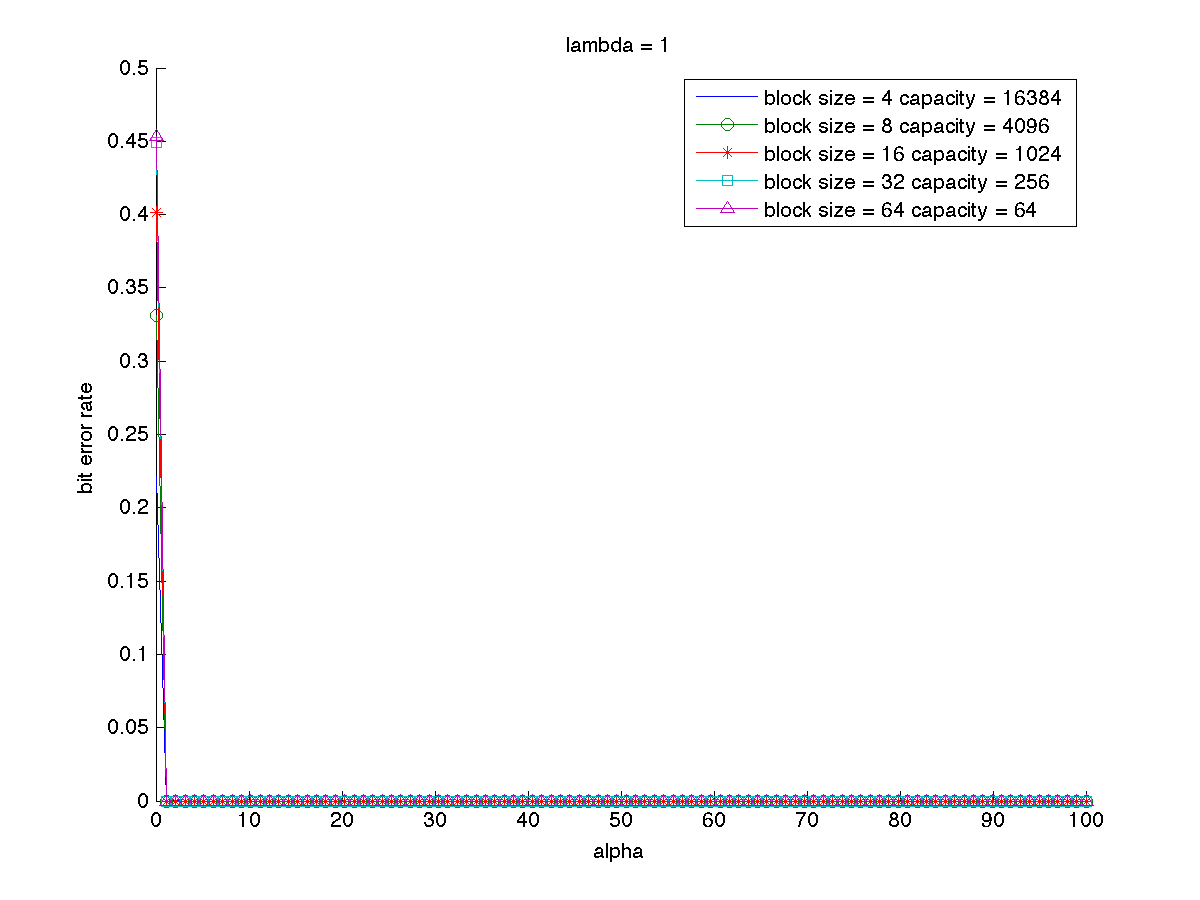 lambda = 1
0.5
0.45
0.4
0.35
0.3
0.25
0.2
0.15
0.1
0.05
0
bit error rate
block size = 4 capacity = 16384
block size = 8 capacity = 4096
block size = 16 capacity = 1024
block size = 32 capacity = 256
block size = 64 capacity = 64
0 10 20 30 40 50 60 70 80 90 100
alpha